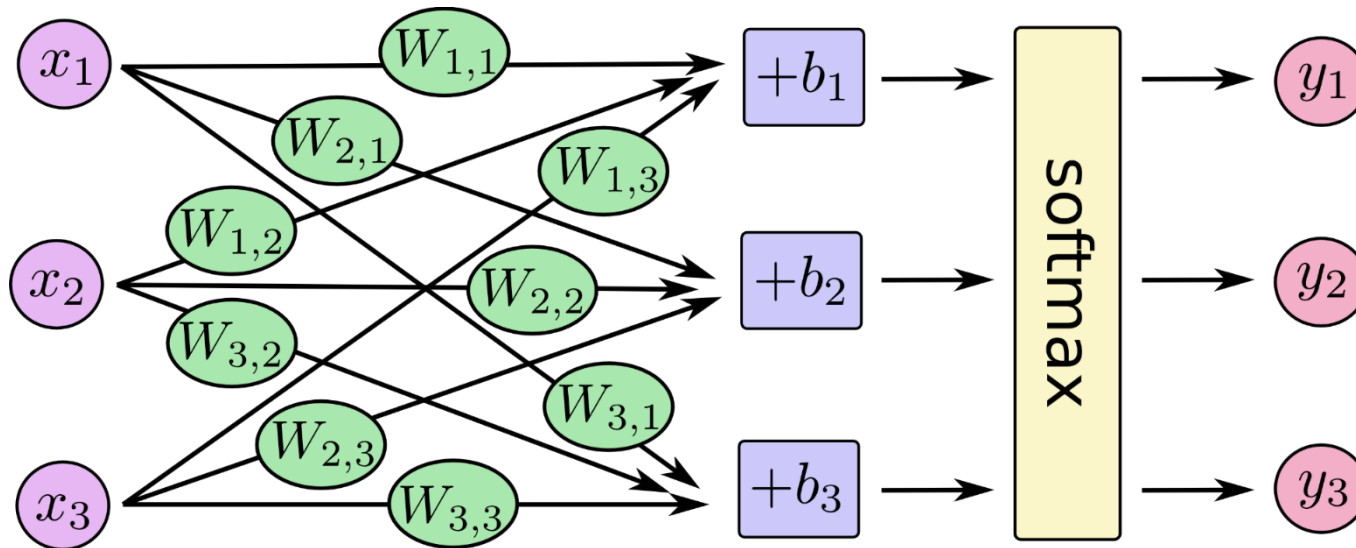 x₁
W₁,₁
+b₁
y₁
W₂,₁
W₁,₃
W₁,₂
x₂
W₂,₂
+b₂
softmax
y₂
W₃,₂
W₃,₁
W₂,₃
x₃
W₃,₃
+b₃
y₃